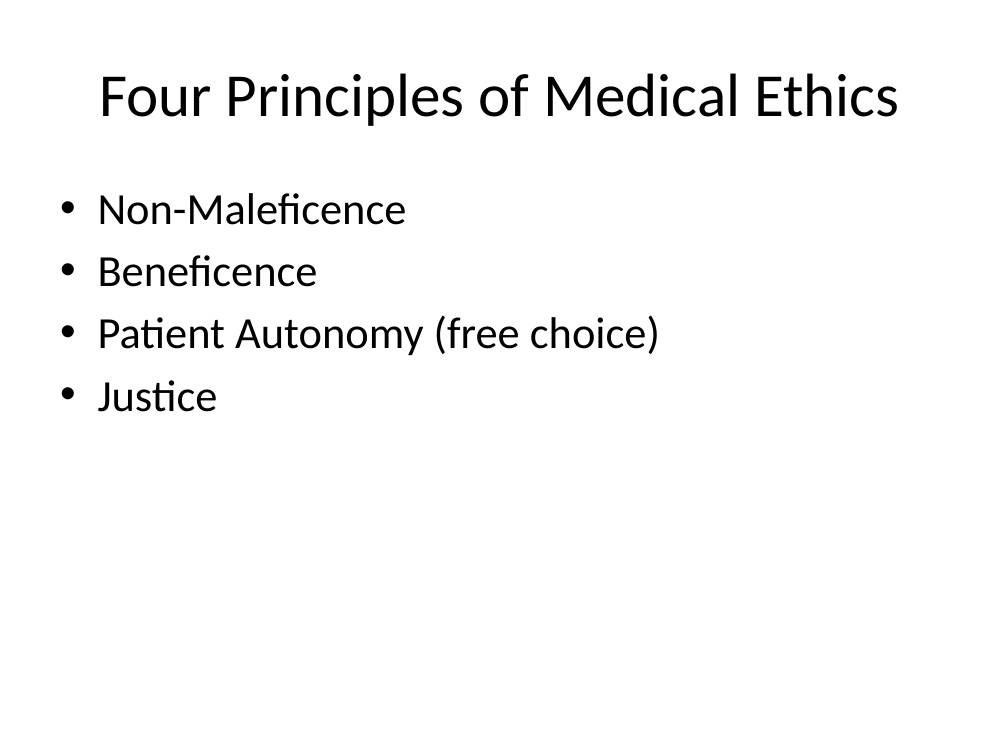 Four Principles of Medical Ethics
• Non-Maleficence
• Beneficence
• Patient Autonomy (free choice)
• Justice